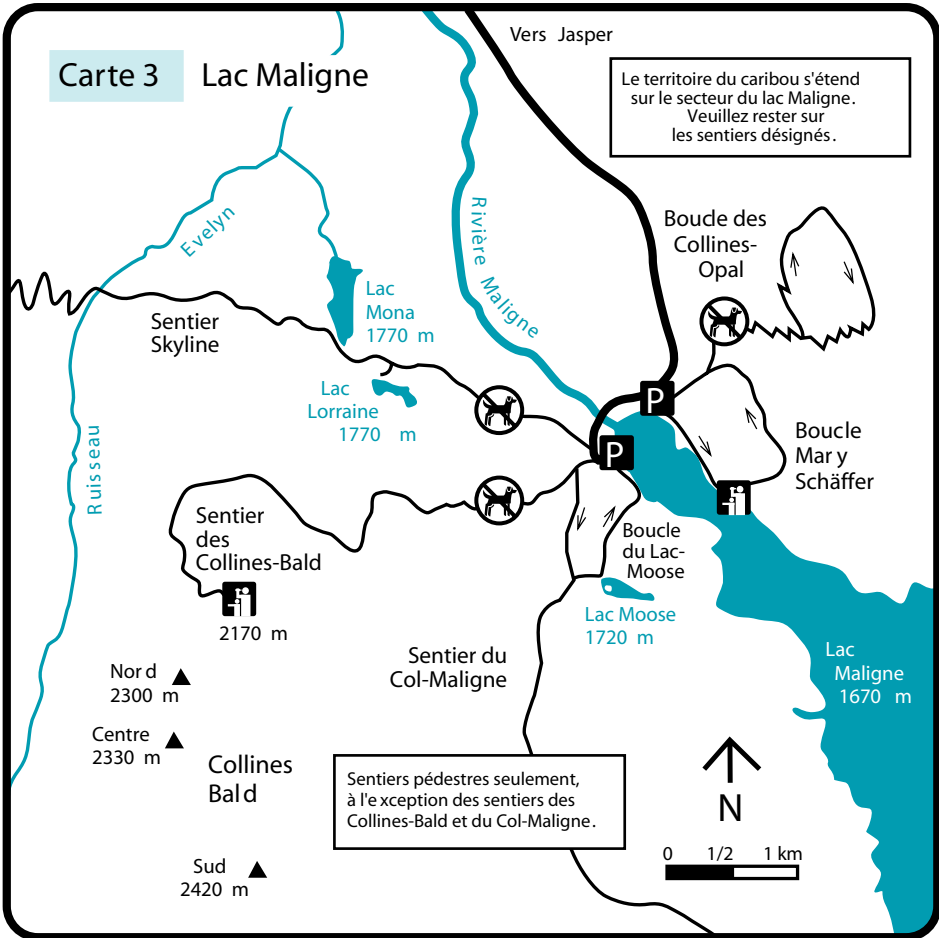 Carte 3 Lac Maligne
Vers Jasper
Le territoire du caribou s'étend
sur le secteur du lac Maligne.
Veuillez rester sur
les sentiers désignés.
Evelyn
Ruisseau
Rivière Maligne
Boucle des
Collines-
Opal
Lac
Mona
1770 m
Sentier
Skyline
Lac
Lorraine
1770 m
P
P
Boucle
Mary
Schäffer
Sentier
des
Collines-Bald
2170 m
Boucle
du Lac-
Moose
Lac Moose
1720 m
Sentier du
Col-Maligne
Lac
Maligne
1670 m
Nord
2300 m
Centre
2330 m
Collines
Bald
Sud
2420 m
Sentiers pédestres seulement,
à l'exception des sentiers des
Collines-Bald et du Col-Maligne.
N
0 1/2 1 km